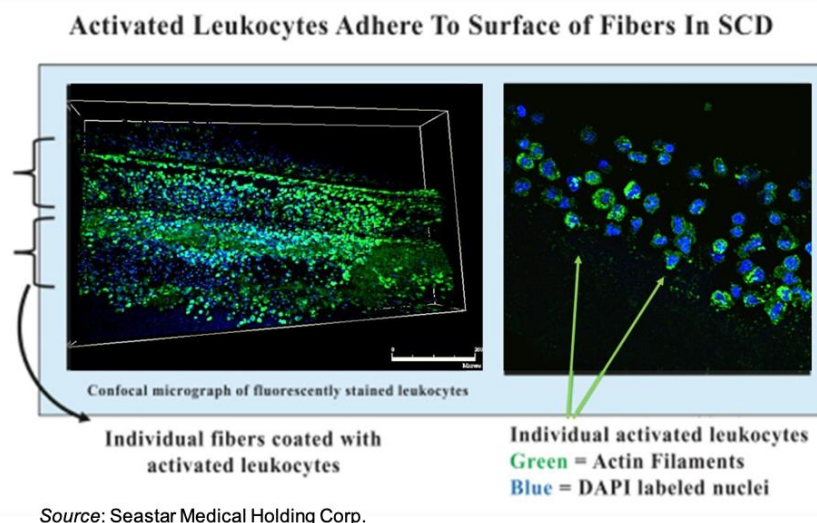 Activated Leukocytes Adhere To Surface of Fibers In SCD
Confocal micrograph of fluorescently stained leukocytes
Individual fibers coated with
activated leukocytes
Individual activated leukocytes
Green = Actin Filaments
Blue = DAPI labeled nuclei
Source: Seastar Medical Holding Corp.